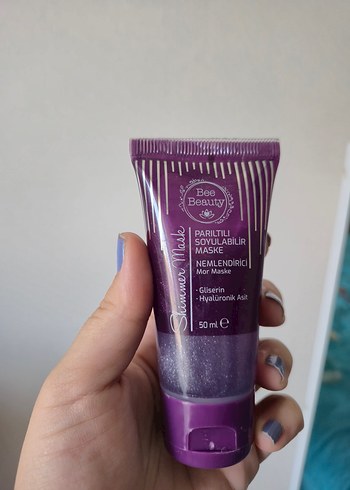 Bee
Beauty
Shimmer Mask
PARILTILI
SOYULABİLİR
MASKE
NEMLENDİRİCİ
Mor Maske
· Gliserin
· Hyalüronik Asit
50 ml ℮